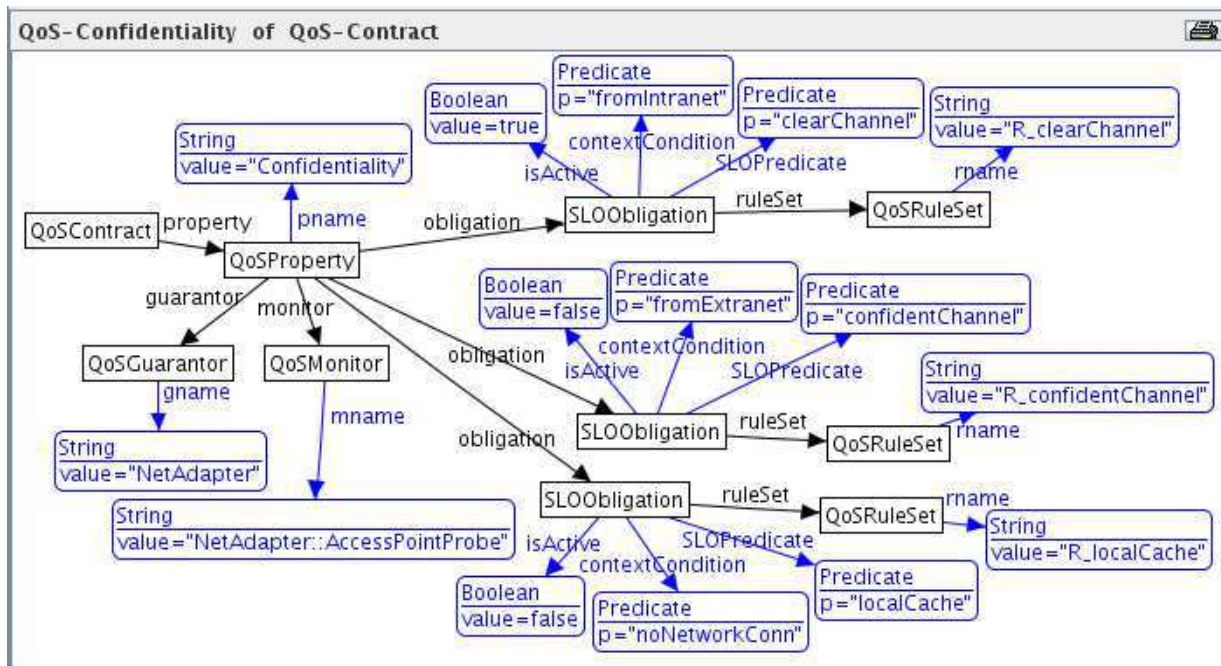 QoS-Confidentiality of QoS-Contract
Predicate
p="fromIntranet"
Boolean
value=true
Predicate
p="clearChannel"
String
value="R_clearChannel"
String
value="Confidentiality"
contextCondition
SLOPredicate
isActive
rname
SLOObligation
ruleSet
QoSRuleSet
QoSContract
property
pname
obligation
QoSProperty
guarantor
monitor
Boolean
value=false
Predicate
p="fromExtranet"
Predicate
p="confidentChannel"
obligation
contextCondition
isActive
SLOPredicate
QoSGuarantor
QoSMonitor
String
value="R_confidentChannel"
gname
mname
SLOObligation
ruleSet
QoSRuleSet
rname
obligation
String
value="NetAdapter"
SLOObligation
ruleSet
QoSRuleSet
rname
String
value="NetAdapter::AccessPointProbe"
isActive
contextCondition
SLOPredicate
String
value="R_localCache"
Boolean
value=false
Predicate
p="noNetworkConn"
Predicate
p="localCache"